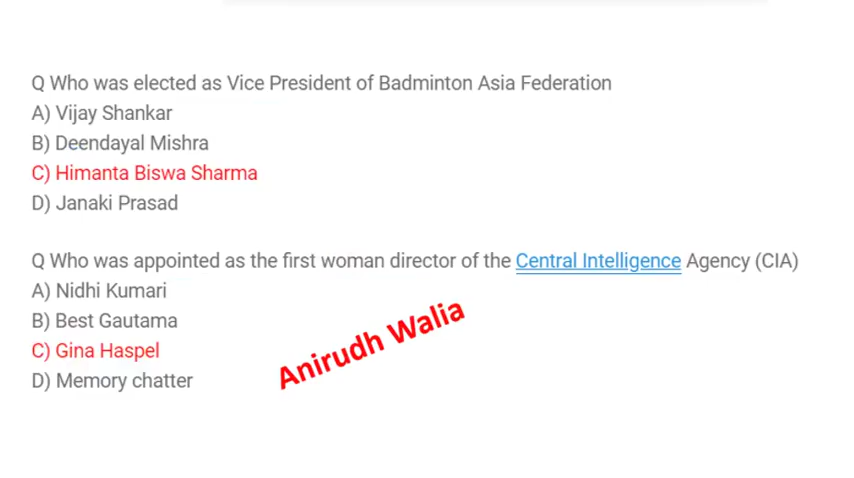 Q Who was elected as Vice President of Badminton Asia Federation
A) Vijay Shankar
B) Deendayal Mishra
C) Himanta Biswa Sharma
D) Janaki Prasad
Q Who was appointed as the first woman director of the Central Intelligence Agency (CIA)
A) Nidhi Kumari
B) Best Gautama
C) Gina Haspel
D) Memory chatter
Anirudh Walia